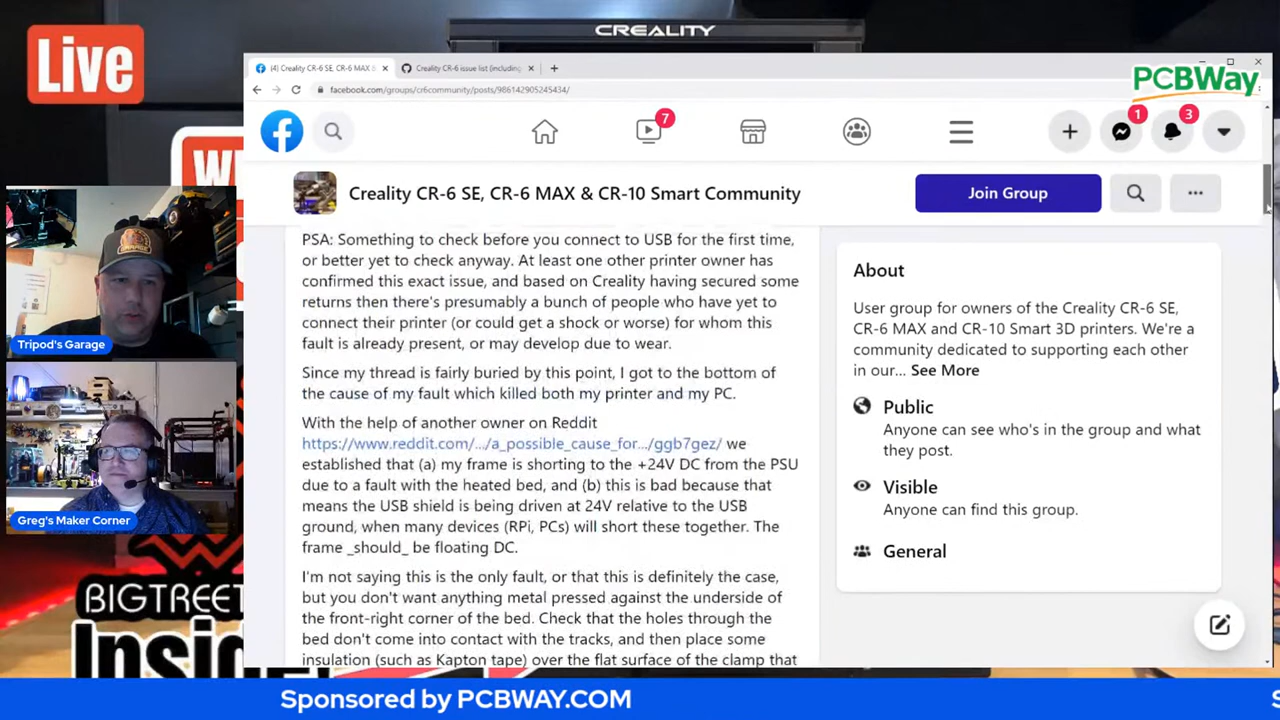 CREALITY
Live
(4) Creality CR-6 SE, CR-6 MAX &
Creality CR-6 issue list (including
PCBWay
facebook.com/groups/cr6community/posts/986142905245434/
7
1
3
Creality CR-6 SE, CR-6 MAX & CR-10 Smart Community
Join Group
PSA: Something to check before you connect to USB for the first time,
or better yet to check anyway. At least one other printer owner has
confirmed this exact issue, and based on Creality having secured some
returns then there's presumably a bunch of people who have yet to
connect their printer (or could get a shock or worse) for whom this
fault is already present, or may develop due to wear.
Since my thread is fairly buried by this point, I got to the bottom of
the cause of my fault which killed both my printer and my PC.
With the help of another owner on Reddit
https://www.reddit.com/.../a_possible_cause_for.../ggb7gez/ we
established that (a) my frame is shorting to the +24V DC from the PSU
due to a fault with the heated bed, and (b) this is bad because that
means the USB shield is being driven at 24V relative to the USB
ground, when many devices (RPi, PCs) will short these together. The
frame _should_ be floating DC.
I'm not saying this is the only fault, or that this is definitely the case,
but you don't want anything metal pressed against the underside of
the front-right corner of the bed. Check that the holes through the
bed don't come into contact with the tracks, and then place some
insulation (such as Kapton tape) over the flat surface of the clamp that
About
User group for owners of the Creality CR-6 SE,
CR-6 MAX and CR-10 Smart 3D printers. We're a
community dedicated to supporting each other
in our... See More
Public
Anyone can see who's in the group and what
they post.
Visible
Anyone can find this group.
General
Tripod's Garage
Greg's Maker Corner
BIGTREET
Insid
Sponsored by PCBWAY.COM
S